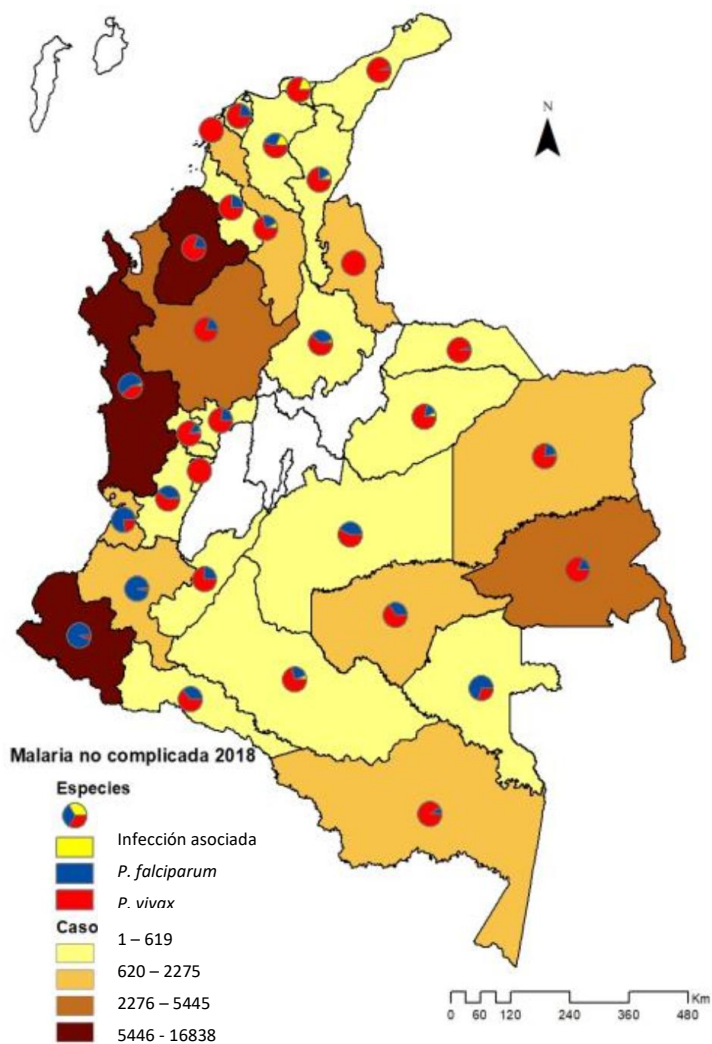 N
Malaria no complicada 2018
Especies
Infección asociada
P. falciparum
P. vivax
Caso
1 – 619
620 – 2275
2276 – 5445
5446 - 16838
Km
0 60 120 240 360 480